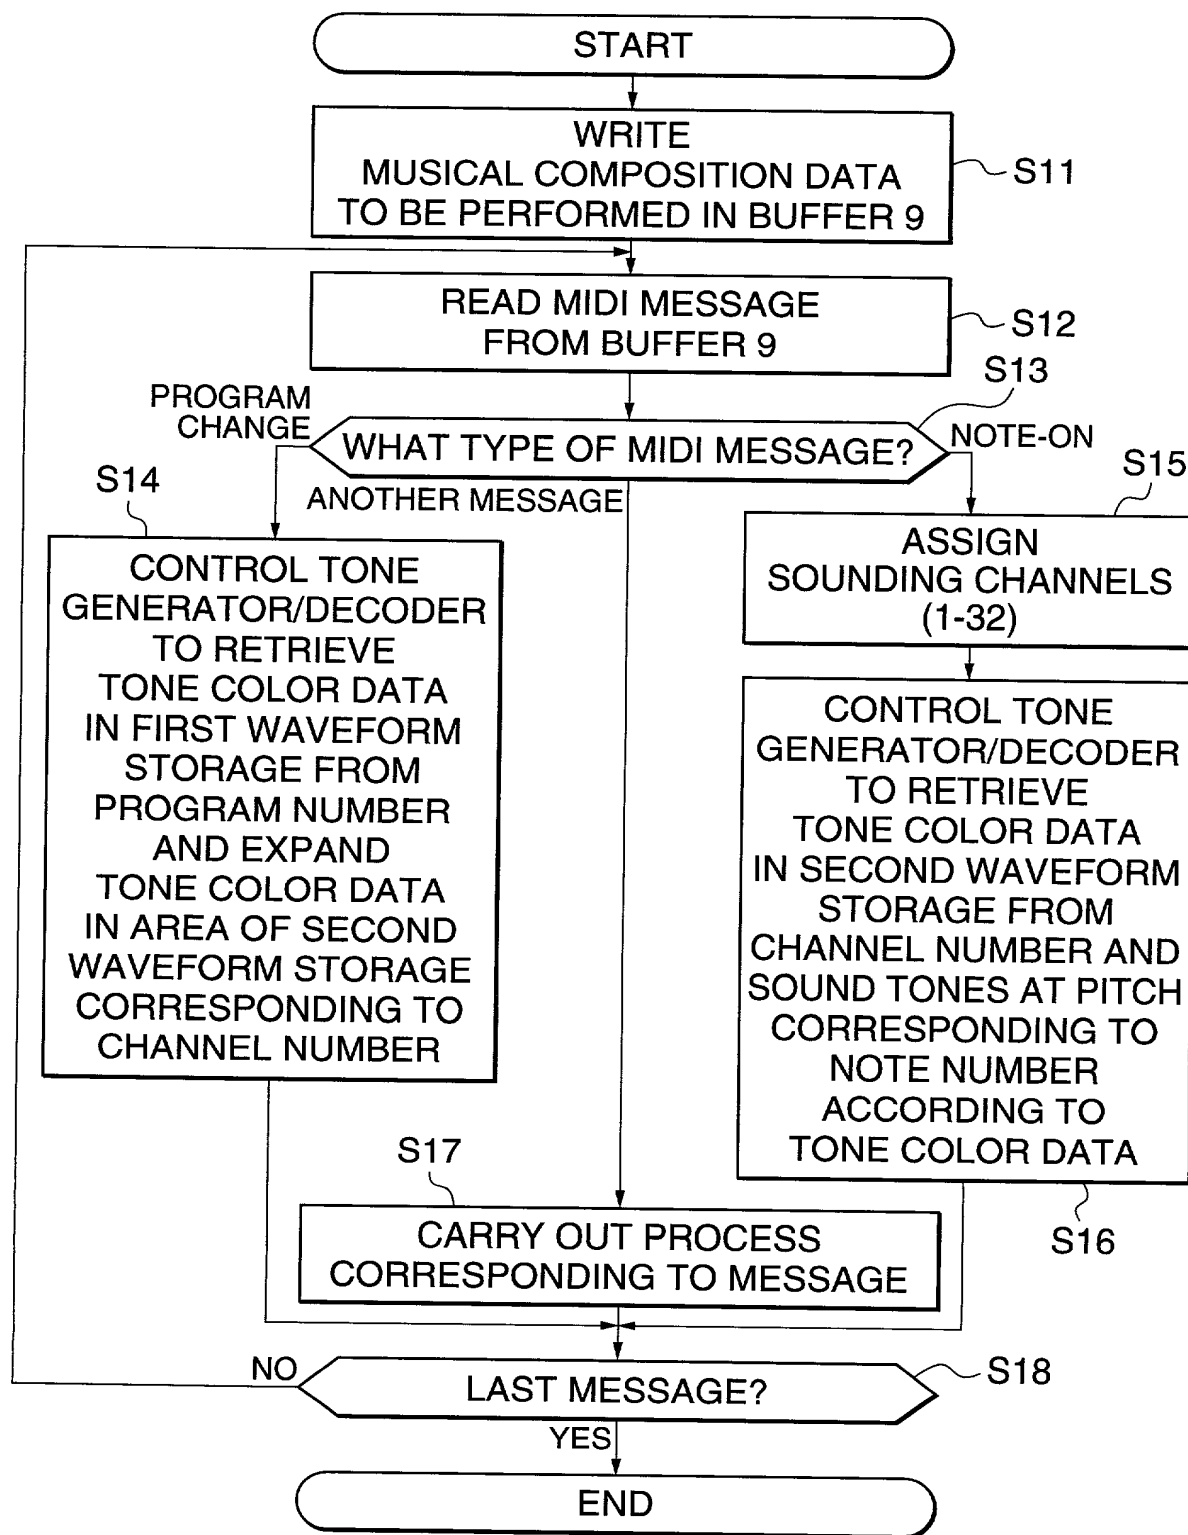 START
WRITE
MUSICAL COMPOSITION DATA
TO BE PERFORMED IN BUFFER 9
S11
READ MIDI MESSAGE
FROM BUFFER 9
S12
S13
PROGRAM
CHANGE
WHAT TYPE OF MIDI MESSAGE?
NOTE-ON
ANOTHER MESSAGE
S14
CONTROL TONE
GENERATOR/DECODER
TO RETRIEVE
TONE COLOR DATA
IN FIRST WAVEFORM
STORAGE FROM
PROGRAM NUMBER
AND EXPAND
TONE COLOR DATA
IN AREA OF SECOND
WAVEFORM STORAGE
CORRESPONDING TO
CHANNEL NUMBER
S15
ASSIGN
SOUNDING CHANNELS
(1-32)
CONTROL TONE
GENERATOR/DECODER
TO RETRIEVE
TONE COLOR DATA
IN SECOND WAVEFORM
STORAGE FROM
CHANNEL NUMBER AND
SOUND TONES AT PITCH
CORRESPONDING TO
NOTE NUMBER
ACCORDING TO
TONE COLOR DATA
S16
S17
CARRY OUT PROCESS
CORRESPONDING TO MESSAGE
NO
LAST MESSAGE?
S18
YES
END